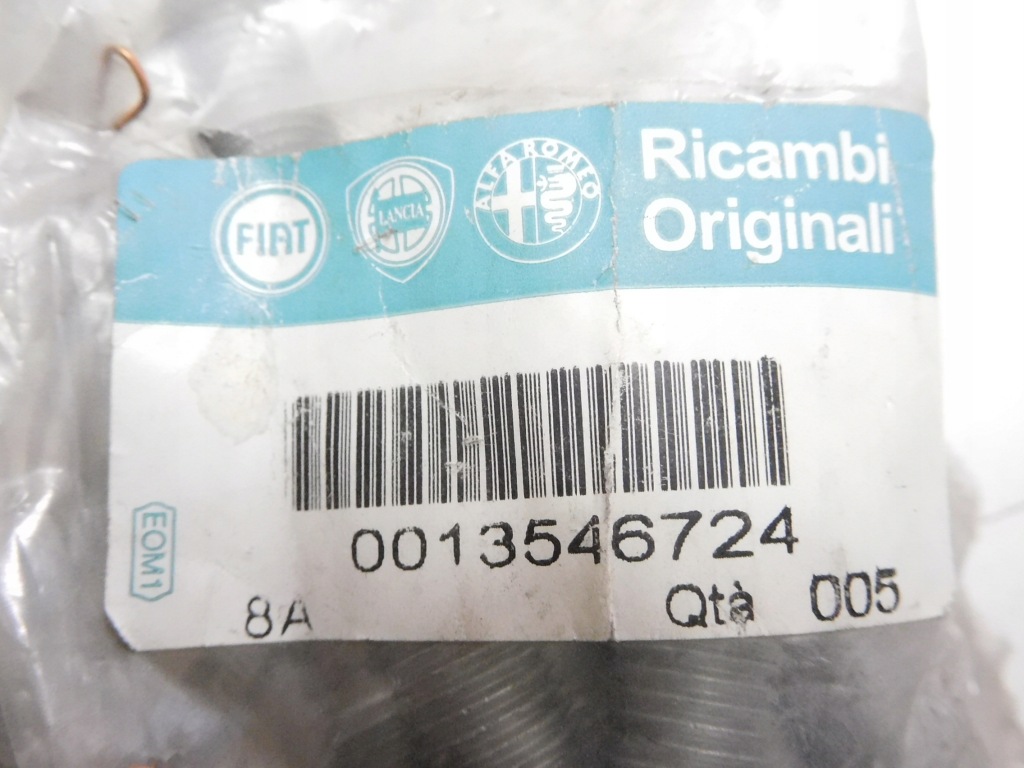 FIAT
LANCIA
ALFA ROMEO
Ricambi
Originali
0013546724
EOM1
8A
Qtà 005